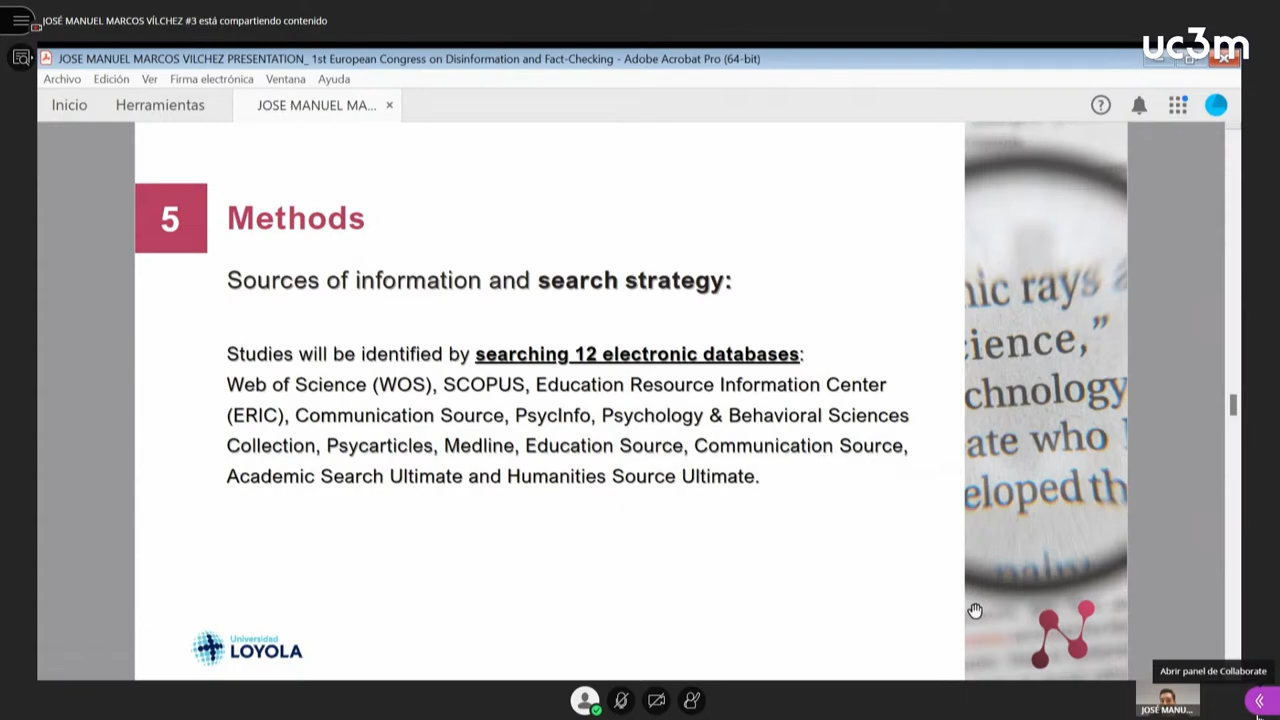 JOSÉ MANUEL MARCOS VÍLCHEZ #3 está compartiendo contenido
uc3m
JOSE MANUEL MARCOS VILCHEZ PRESENTATION_ 1st European Congress on Disinformation and Fact-Checking - Adobe Acrobat Pro (64-bit)
Archivo Edición Ver Firma electrónica Ventana Ayuda
Inicio Herramientas JOSE MANUEL MA... ×
5 Methods
Sources of information and search strategy:
Studies will be identified by searching 12 electronic databases:
Web of Science (WOS), SCOPUS, Education Resource Information Center
(ERIC), Communication Source, PsycInfo, Psychology & Behavioral Sciences
Collection, Psycarticles, Medline, Education Source, Communication Source,
Academic Search Ultimate and Humanities Source Ultimate.
nic rays
cience,”
chnology
ate who
eloped th
Universidad
LOYOLA
Abrir panel de Collaborate
JOSÉ MANU...